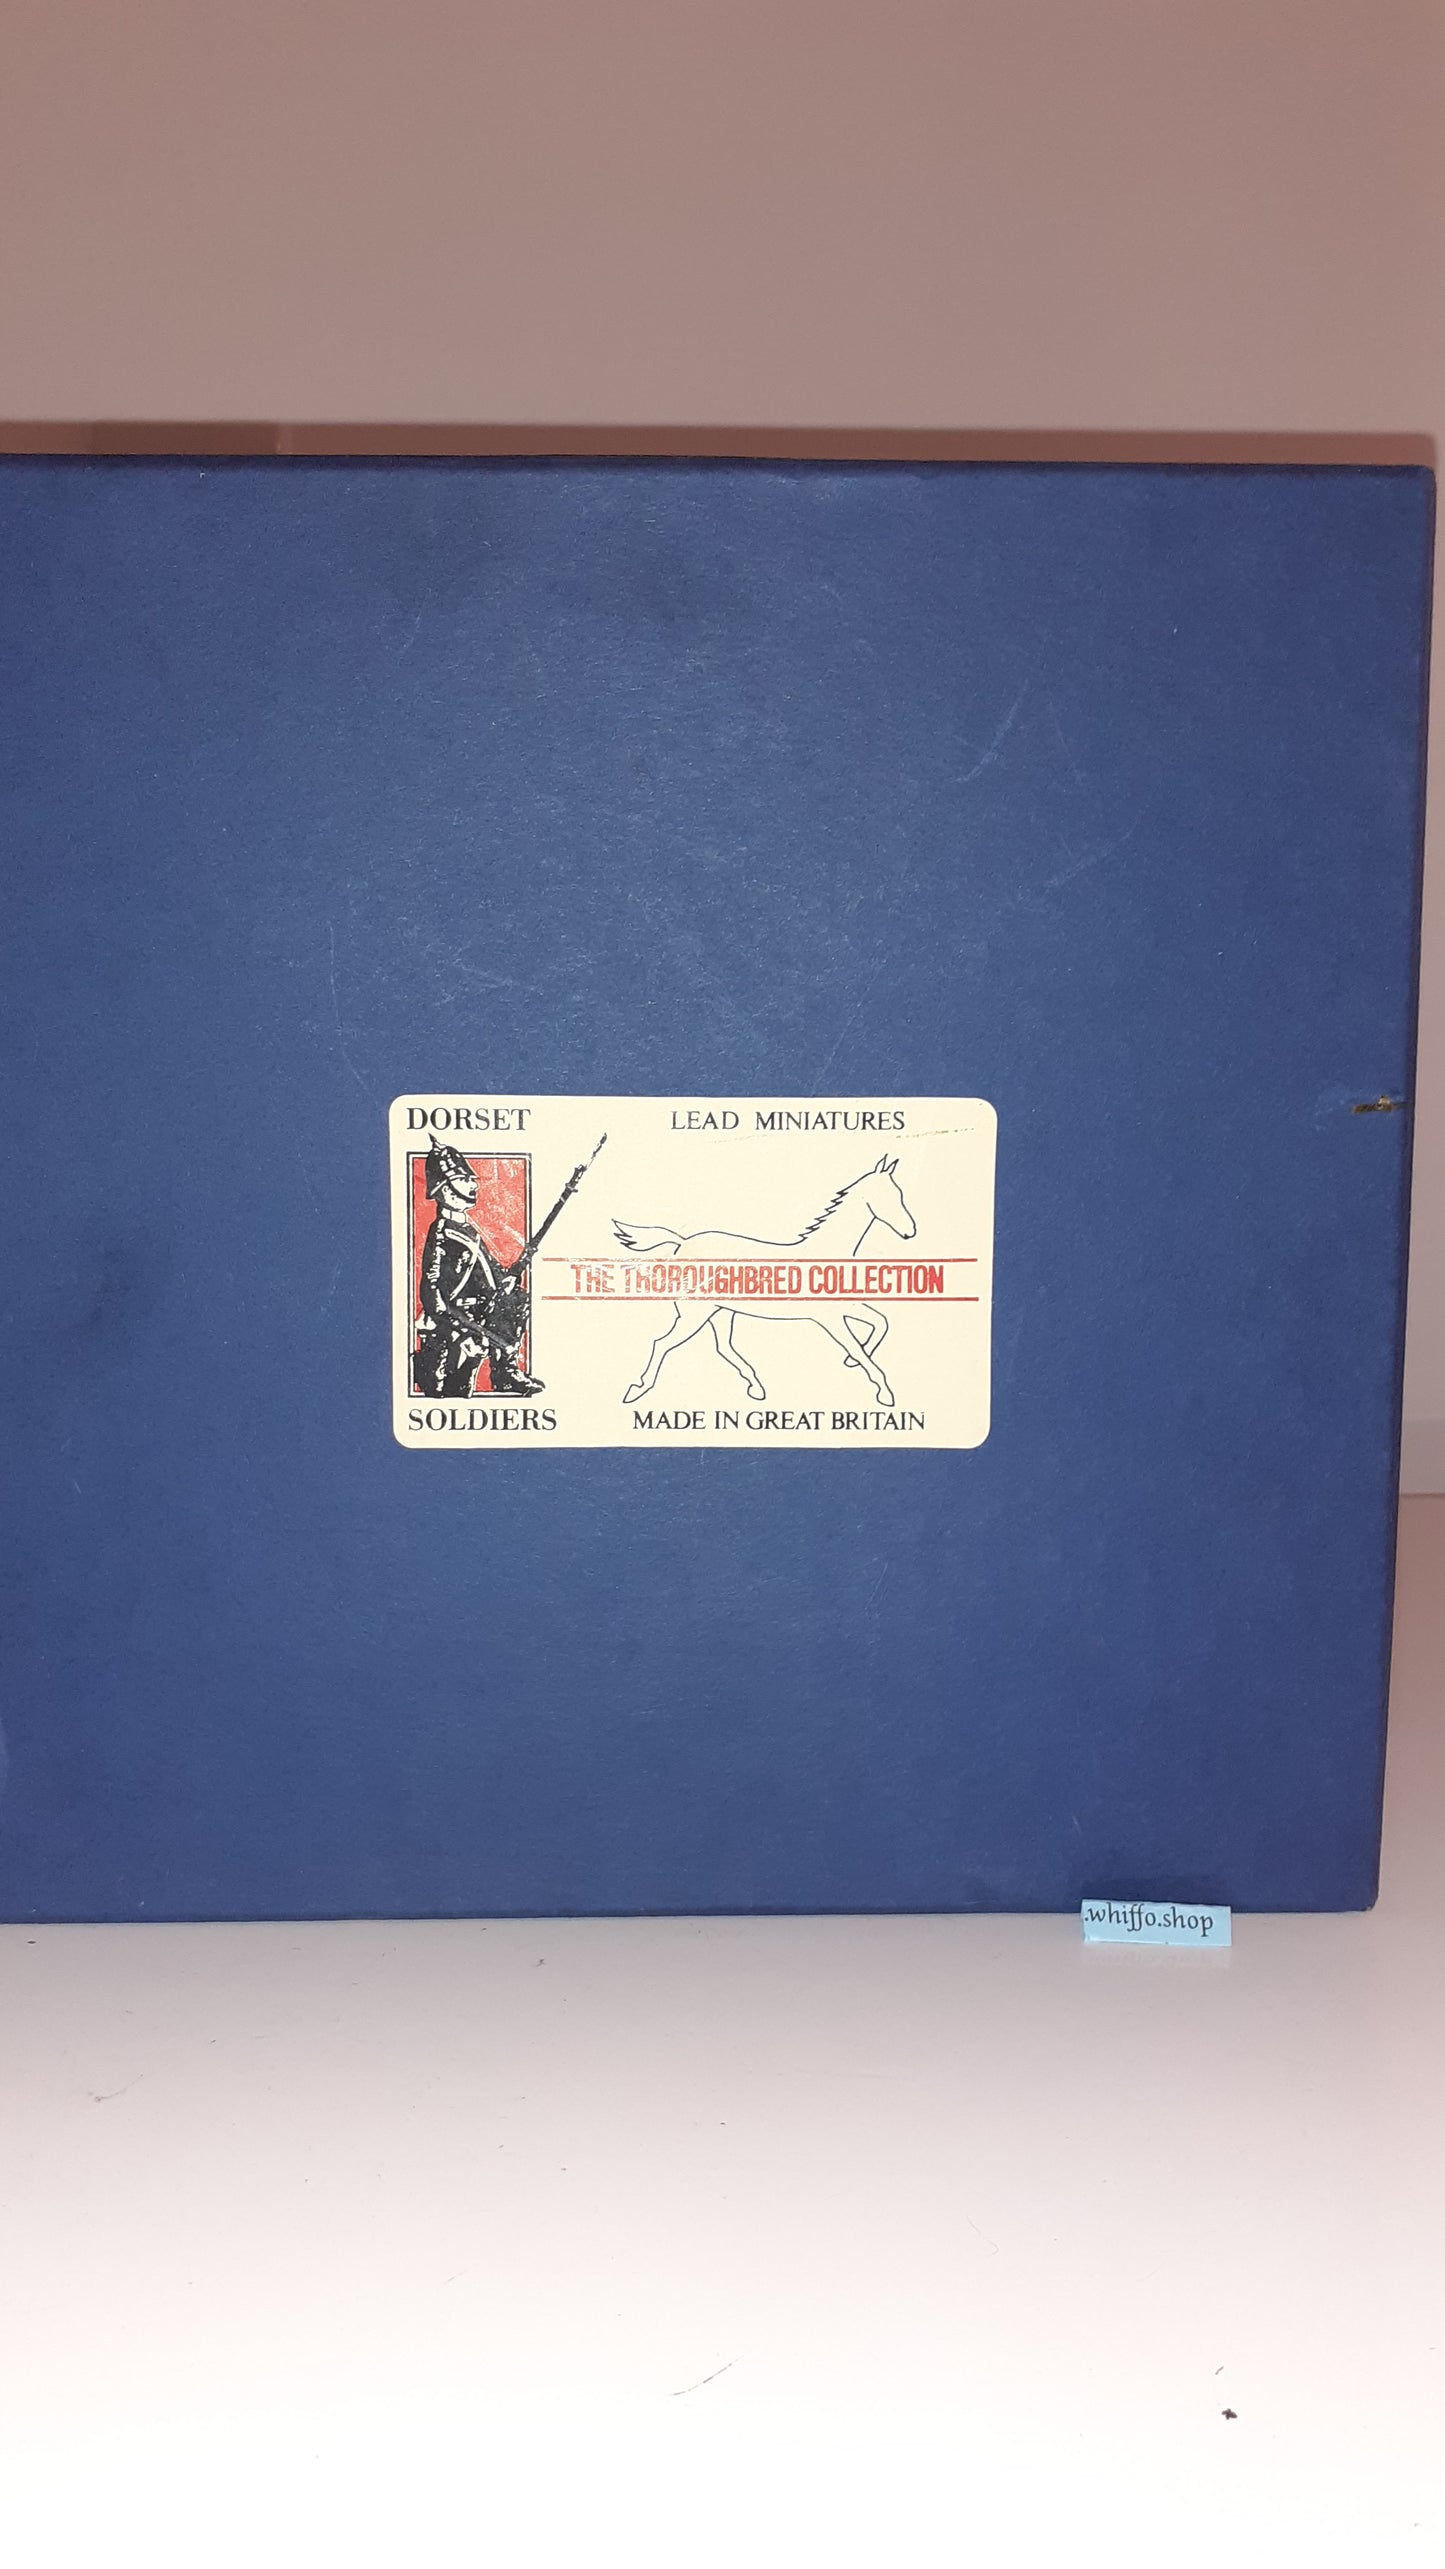 DORSET
LEAD MINIATURES
THE THOROUGHBRED COLLECTION
SOLDIERS
MADE IN GREAT BRITAIN
.whiffo.shop